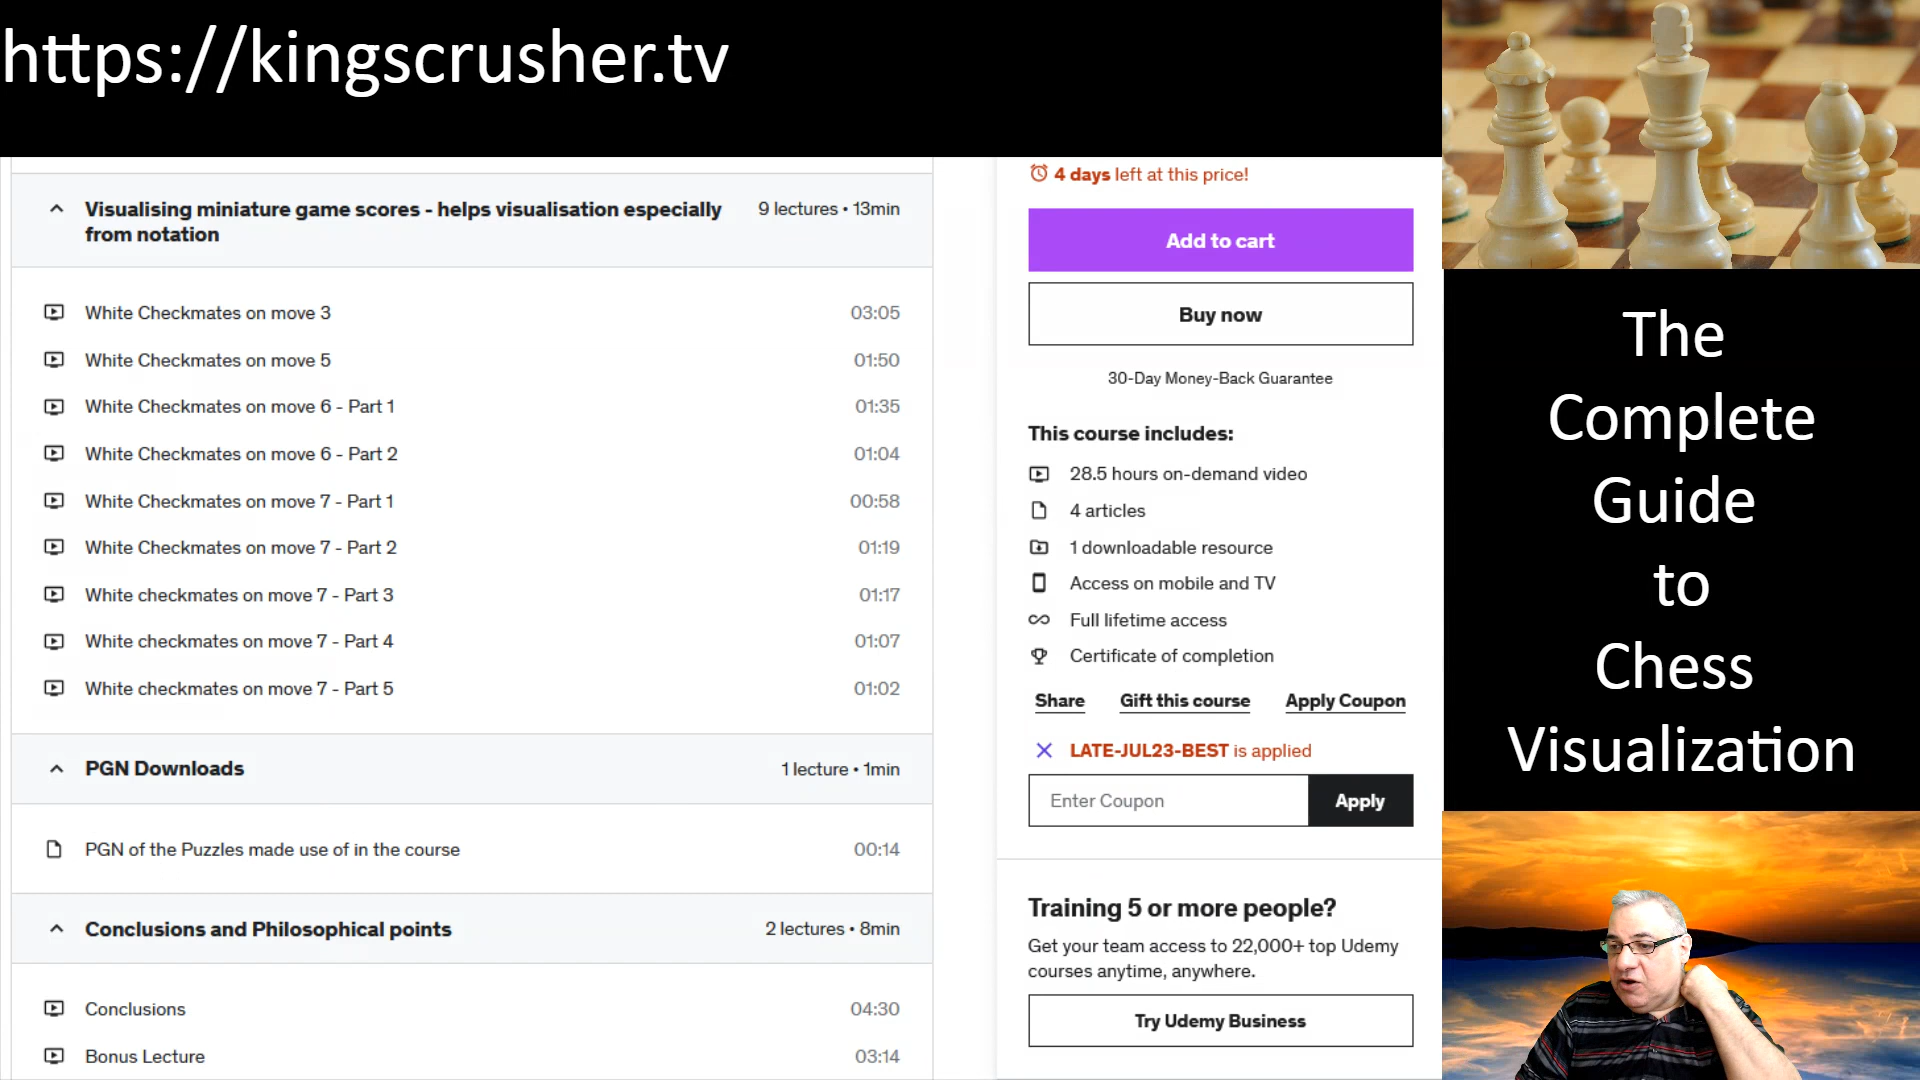 https://kingscrusher.tv
Visualising miniature game scores - helps visualisation especially
from notation
9 lectures • 13min
White Checkmates on move 3
03:05
White Checkmates on move 5
01:50
White Checkmates on move 6 - Part 1
01:35
White Checkmates on move 6 - Part 2
01:04
White Checkmates on move 7 - Part 1
00:58
White Checkmates on move 7 - Part 2
01:19
White checkmates on move 7 - Part 3
01:17
White checkmates on move 7 - Part 4
01:07
White checkmates on move 7 - Part 5
01:02
PGN Downloads
1 lecture • 1min
PGN of the Puzzles made use of in the course
00:14
Conclusions and Philosophical points
2 lectures • 8min
Conclusions
04:30
Bonus Lecture
03:14
4 days left at this price!
Add to cart
Buy now
30-Day Money-Back Guarantee
This course includes:
28.5 hours on-demand video
4 articles
1 downloadable resource
Access on mobile and TV
Full lifetime access
Certificate of completion
Share
Gift this course
Apply Coupon
LATE-JUL23-BEST is applied
Enter Coupon
Apply
Training 5 or more people?
Get your team access to 22,000+ top Udemy
courses anytime, anywhere.
Try Udemy Business
The
Complete
Guide
to
Chess
Visualization